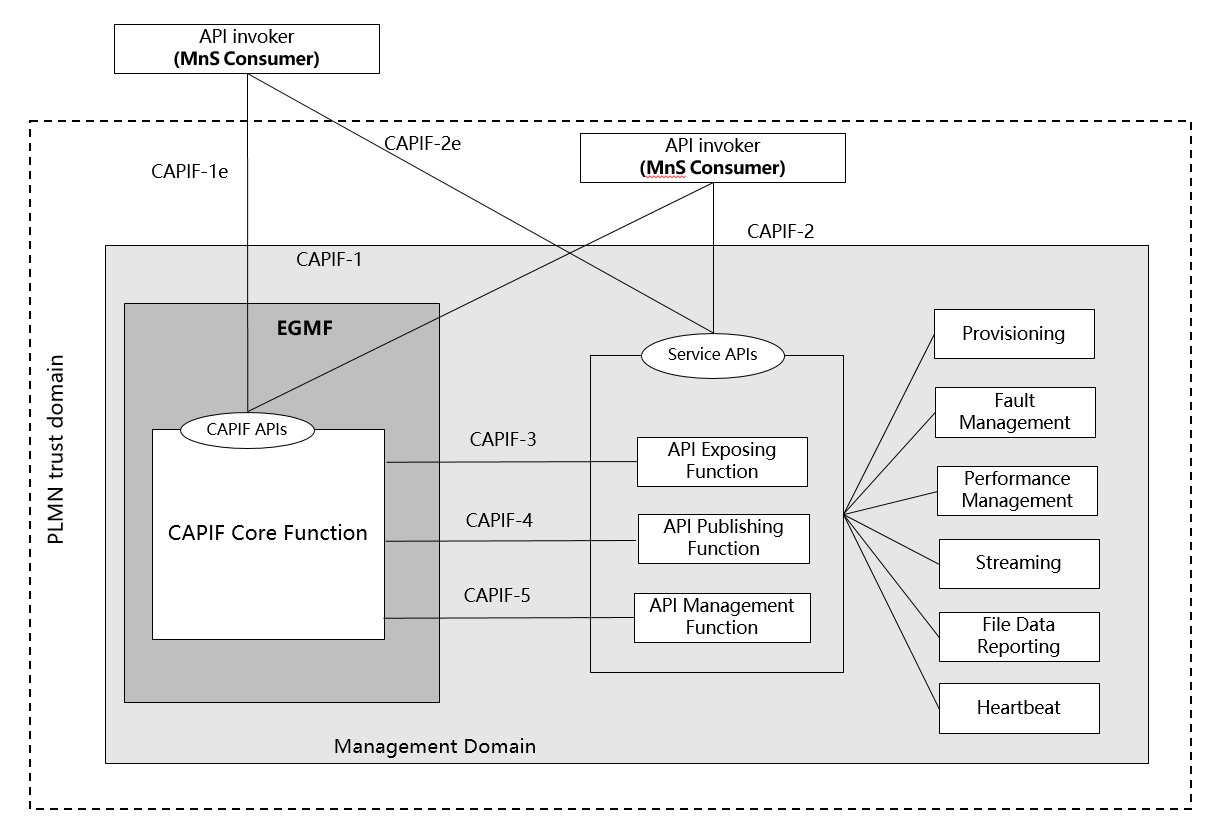 API invoker
(MnS Consumer)
API invoker
(MnS Consumer)
CAPIF-2e
CAPIF-1e
CAPIF-2
CAPIF-1
EGMF
Service APIs
Provisioning
Fault
Management
CAPIF APIs
CAPIF-3
API Exposing
Function
Performance
Management
PLMN trust domain
CAPIF Core Function
CAPIF-4
API Publishing
Function
Streaming
CAPIF-5
API Management
Function
File Data
Reporting
Heartbeat
Management Domain